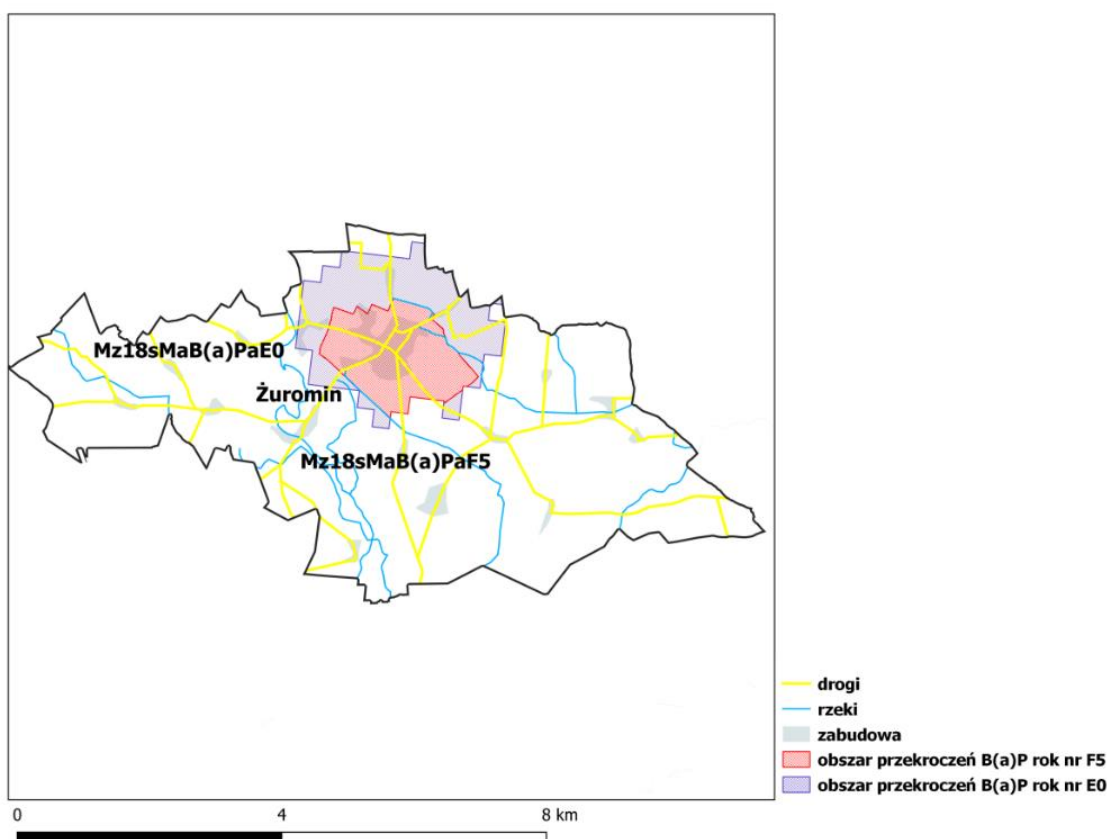 Mz18sMaB(a)PaE0
Żuromin
Mz18sMaB(a)PaF5
drogi
rzeki
zabudowa
obszar przekroczeń B(a)P rok nr F5
obszar przekroczeń B(a)P rok nr E0
0 4 8 km